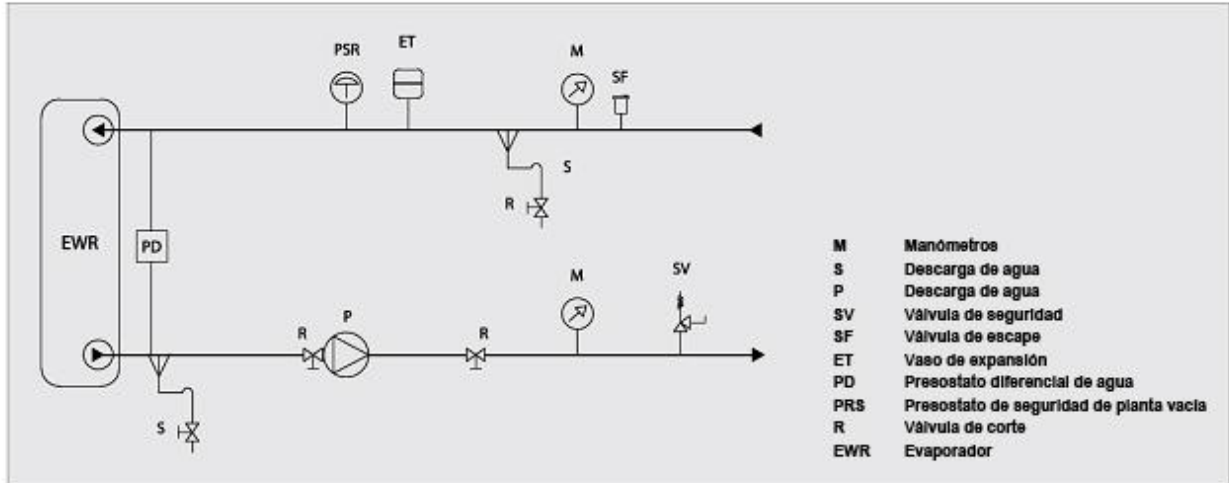 PSR
ET
M
SF
S
R
EWR
PD
M
SV
R
P
R
S
M Manómetros
S Descarga de agua
P Descarga de agua
SV Válvula de seguridad
SF Válvula de escape
ET Vaso de expansión
PD Presostato diferencial de agua
PRS Presostato de seguridad de planta vacía
R Válvula de corte
EWR Evaporador